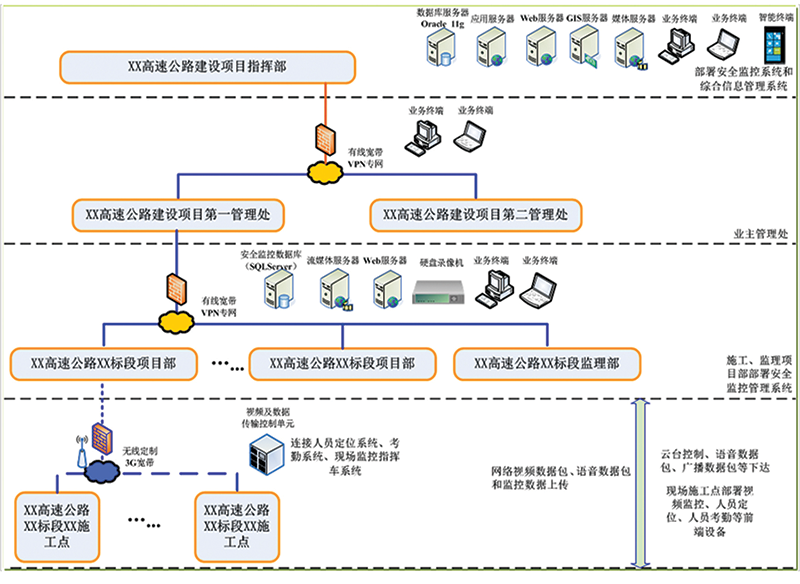 数据库服务器
Oracle 11g
应用服务器
Web服务器
GIS服务器
媒体服务器
业务终端
业务终端
智能终端
XX高速公路建设项目指挥部
部署安全监控系统和
综合信息管理系统
有线宽带
VPN专网
业务终端
业务终端
XX高速公路建设项目第一管理处
XX高速公路建设项目第二管理处
业主管理处
安全监控数据库
(SQLServer)
流媒体服务器
Web服务器
硬盘录像机
业务终端
业务终端
有线宽带
VPN专网
XX高速公路XX标段项目部
XX高速公路XX标段项目部
XX高速公路XX标段监理部
施工、监理项
目部部署安全
监控管理系统
无线定制
3G宽带
视频及数据
传输控制单元
连接人员定位系统、考
勤系统、现场监控指挥
车系统
网络视频数据包、语音数据包
和监控数据上传
云台控制、语音数据
包、广播数据包等下达
现场施工点部署视
频监控、人员定
位、人员考勤等前
端设备
XX高速公路
XX标段XX施
工点
XX高速公路
XX标段XX施
工点